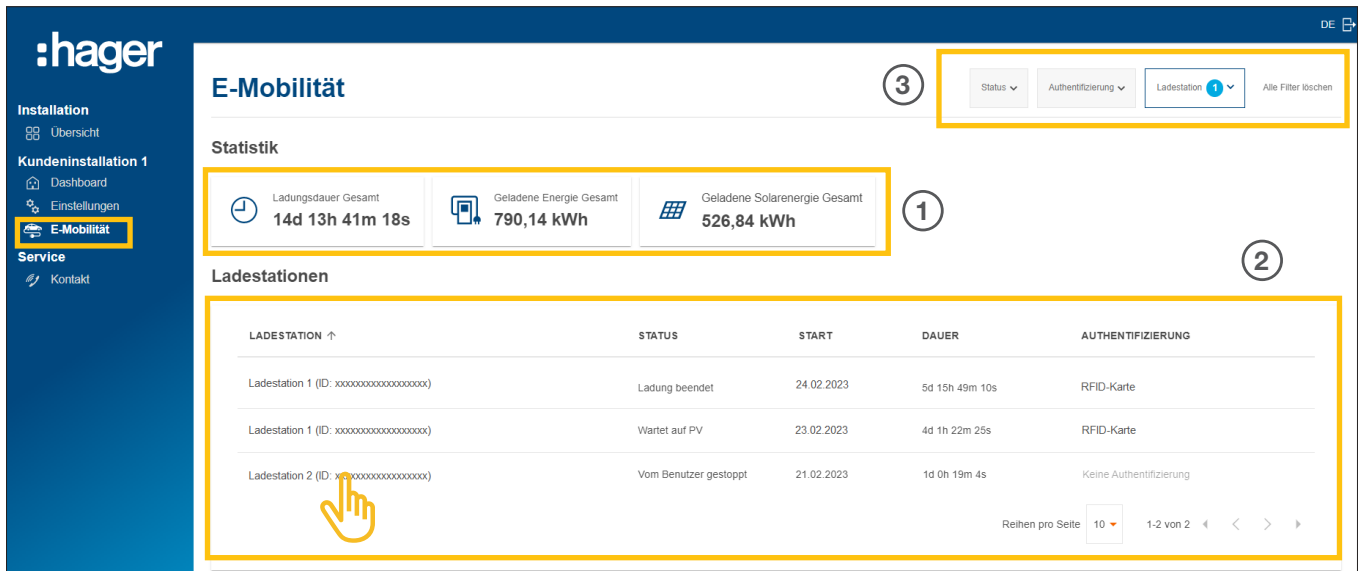 DE
:hager
Installation
Übersicht
Kundeninstallation 1
Dashboard
Einstellungen
E-Mobilität
Service
Kontakt
E-Mobilität
3
Status
Authentifizierung
Ladestation 1
Alle Filter löschen
Statistik
Ladungsdauer Gesamt
14d 13h 41m 18s
Geladene Energie Gesamt
790,14 kWh
Geladene Solarenergie Gesamt
526,84 kWh
1
2
Ladestationen
LADESTATION ↑ STATUS START DAUER AUTHENTIFIZIERUNG
Ladestation 1 (ID: xxxxxxxxxxxxxxxxxx) Ladung beendet 24.02.2023 5d 15h 49m 10s RFID-Karte
Ladestation 1 (ID: xxxxxxxxxxxxxxxxxx) Wartet auf PV 23.02.2023 4d 1h 22m 25s RFID-Karte
Ladestation 2 (ID: xxxxxxxxxxxxxxxxxx) Vom Benutzer gestoppt 21.02.2023 1d 0h 19m 4s Keine Authentifizierung
Reihen pro Seite 10 1-2 von 2